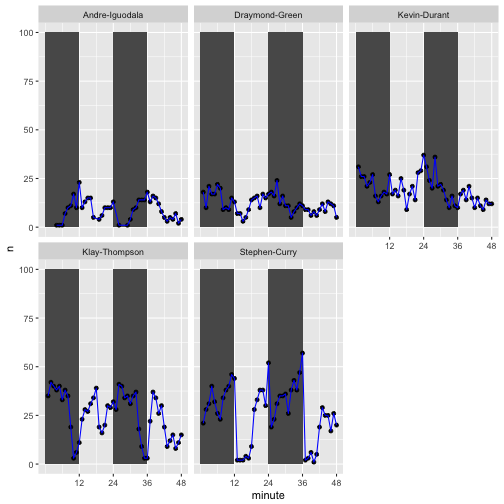 Andre-Iguodala Draymond-Green Kevin-Durant
100
75
50
25
0
12 24 36 48
n
Klay-Thompson Stephen-Curry
100
75
50
25
0
12 24 36 48 12 24 36 48
minute